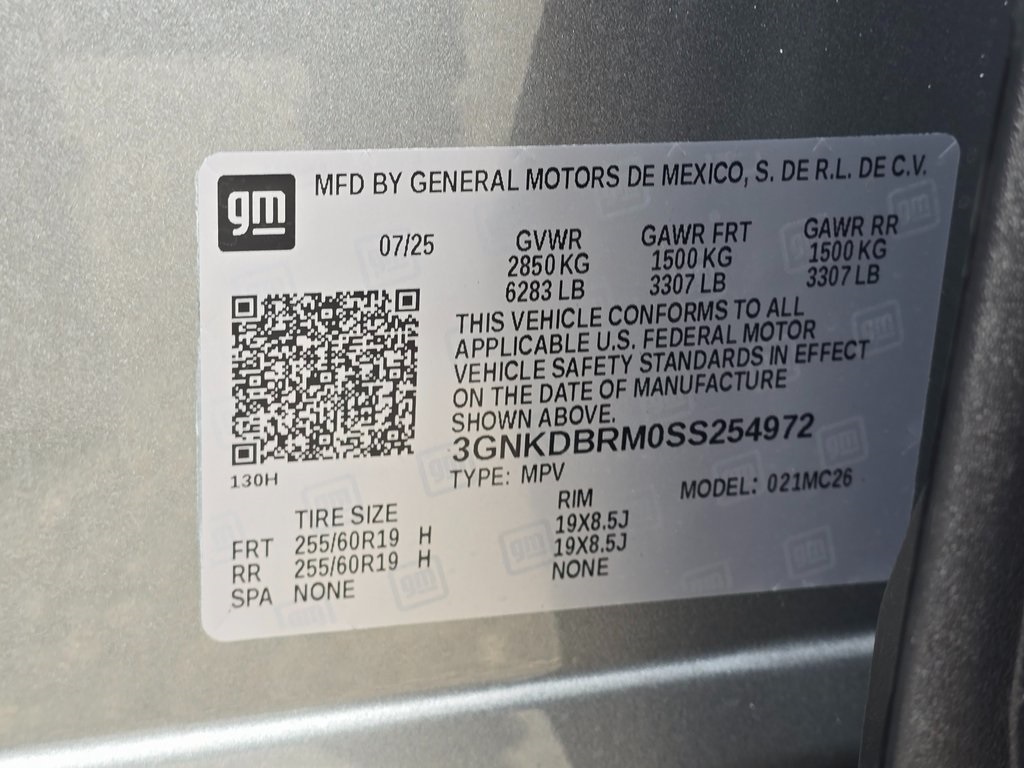 gm
MFD BY GENERAL MOTORS DE MEXICO, S. DE R.L. DE C.V.
07/25 GVWR GAWR FRT GAWR RR
2850 KG 1500 KG 1500 KG
6283 LB 3307 LB 3307 LB
THIS VEHICLE CONFORMS TO ALL
APPLICABLE U.S. FEDERAL MOTOR
VEHICLE SAFETY STANDARDS IN EFFECT
ON THE DATE OF MANUFACTURE
SHOWN ABOVE.
3GNKDBRM0SS254972
130H
TYPE: MPV MODEL: 021MC26
TIRE SIZE RIM
FRT 255/60R19 H 19X8.5J
RR 255/60R19 H 19X8.5J
SPA NONE NONE